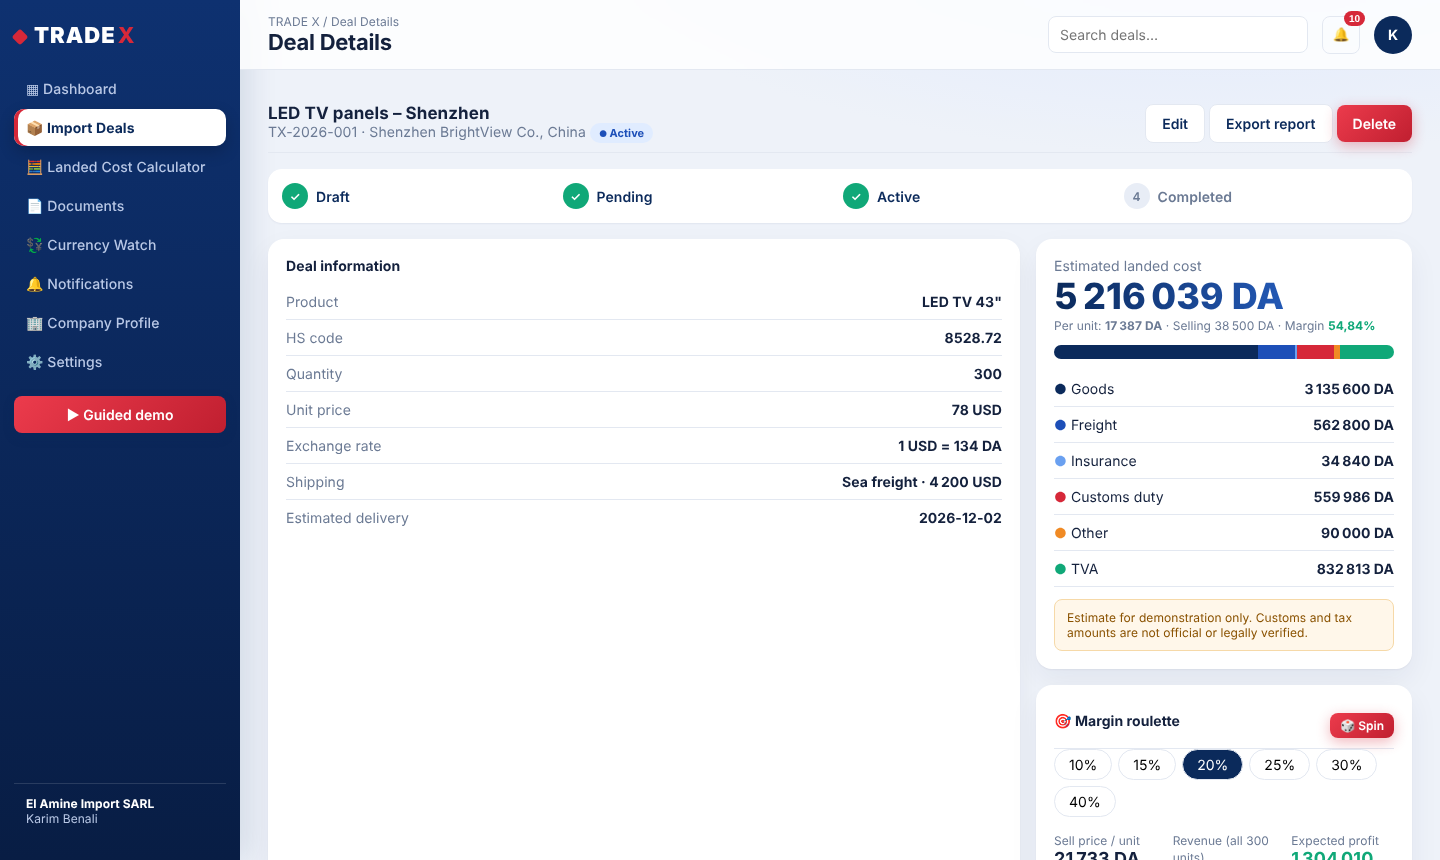 TRADE X
Dashboard
Import Deals
Landed Cost Calculator
Documents
Currency Watch
Notifications
Company Profile
Settings
Guided demo
El Amine Import SARL
Karim Benali
TRADE X / Deal Details
Deal Details
Search deals...
10
K
LED TV panels – Shenzhen
TX-2026-001 · Shenzhen BrightView Co., China Active
Edit
Export report
Delete
Draft
Pending
Active
4 Completed
Deal information
Product LED TV 43"
HS code 8528.72
Quantity 300
Unit price 78 USD
Exchange rate 1 USD = 134 DA
Shipping Sea freight · 4 200 USD
Estimated delivery 2026-12-02
Estimated landed cost
5 216 039 DA
Per unit: 17 387 DA · Selling 38 500 DA · Margin 54,84%
Goods 3 135 600 DA
Freight 562 800 DA
Insurance 34 840 DA
Customs duty 559 986 DA
Other 90 000 DA
TVA 832 813 DA
Estimate for demonstration only. Customs and tax
amounts are not official or legally verified.
Margin roulette
Spin
10% 15% 20% 25% 30%
40%
Sell price / unit
21 733 DA
Revenue (all 300
units)
Expected profit
1 304 010